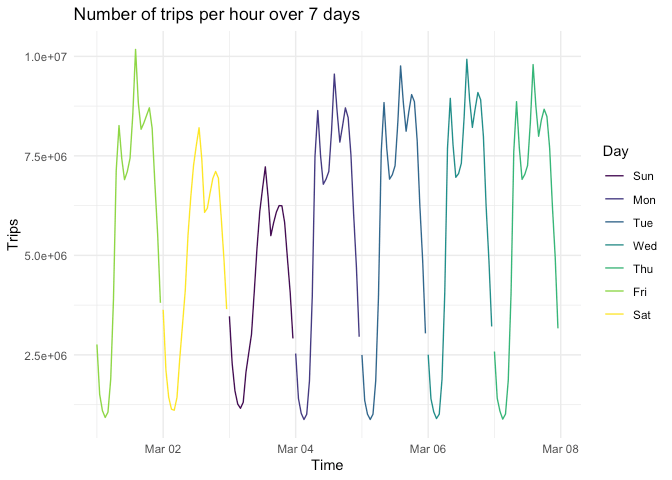 Number of trips per hour over 7 days
1.0e+07
7.5e+06
5.0e+06
2.5e+06
Trips
Mar 02
Mar 04
Mar 06
Mar 08
Time
Day
Sun
Mon
Tue
Wed
Thu
Fri
Sat